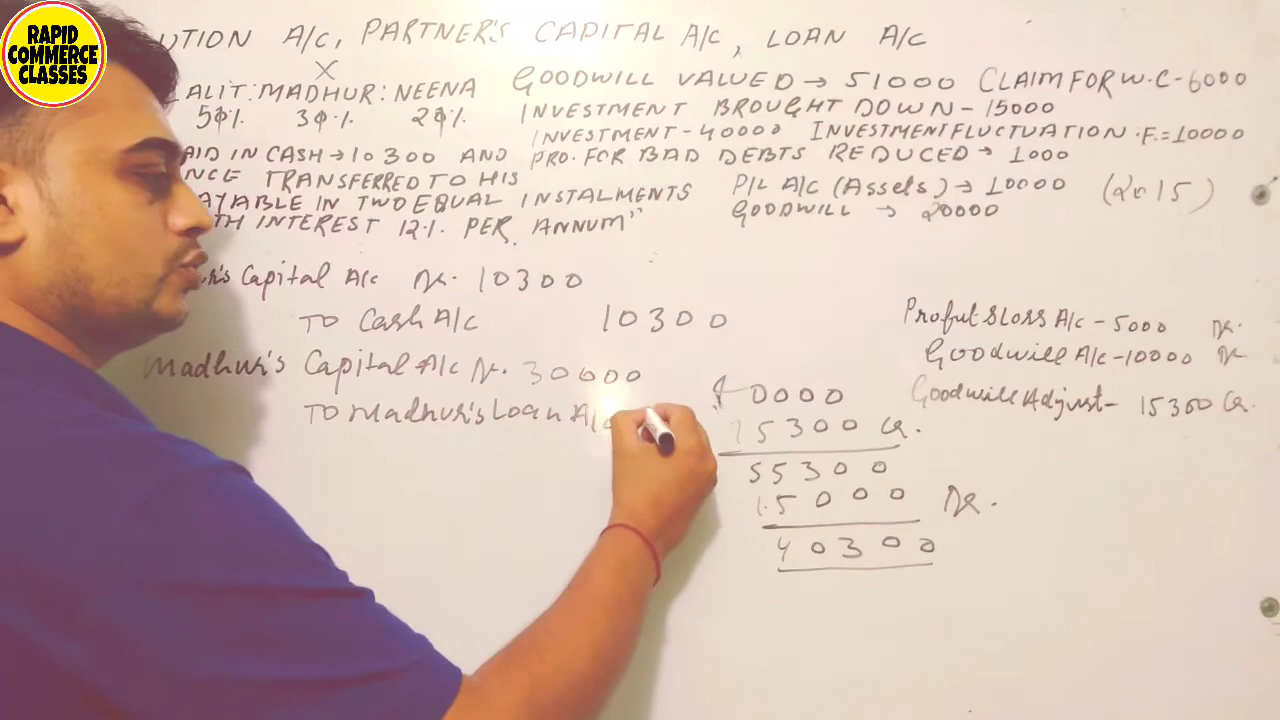 RAPID
COMMERCE
CLASSES
UTION A/C, PARTNER'S CAPITAL A/C, LOAN A/C
X
ALIT:MADHUR:NEENA GOODWILL VALUED → 51000 CLAIM FOR W.C-6000
50% 30% 20% INVESTMENT BROUGHT DOWN - 15000
INVESTMENT-40000 INVESTMENT FLUCTUATION.F.=10000
AID IN CASH → 10300 AND PRO. FOR BAD DEBTS REDUCED → 1000
NCE TRANSFERRED TO HIS P/L A/C (Assets) → 10000 (2015)
AYABLE IN TWO EQUAL INSTALMENTS GOODWILL → 20000
TH INTEREST 12%. PER ANNUM"
's Capital A/c Dr. 10300
TO Cash A/C 10300
Madhur's Capital A/c Dr. 30000
TO Madhur's Loan A/c
40000
15300 Cr.
55300
15000 Dr.
40300
Profit & Loss A/c - 5000 Dr.
Goodwill A/c - 10000 Dr
Goodwill Adjust - 15300 Cr.